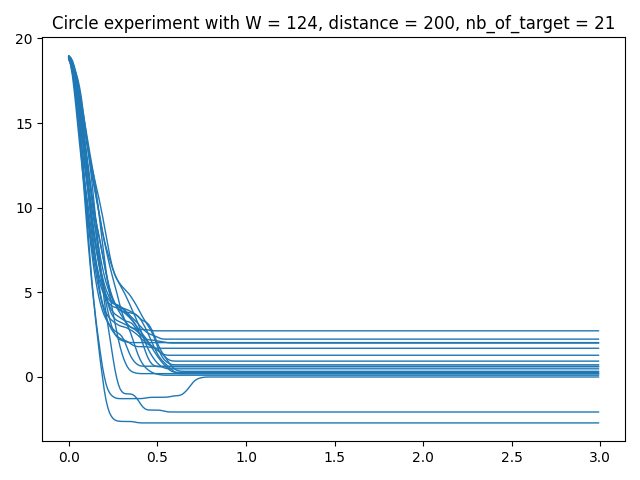 Circle experiment with W = 124, distance = 200, nb_of_target = 21
20
15
10
5
0
0.0 0.5 1.0 1.5 2.0 2.5 3.0